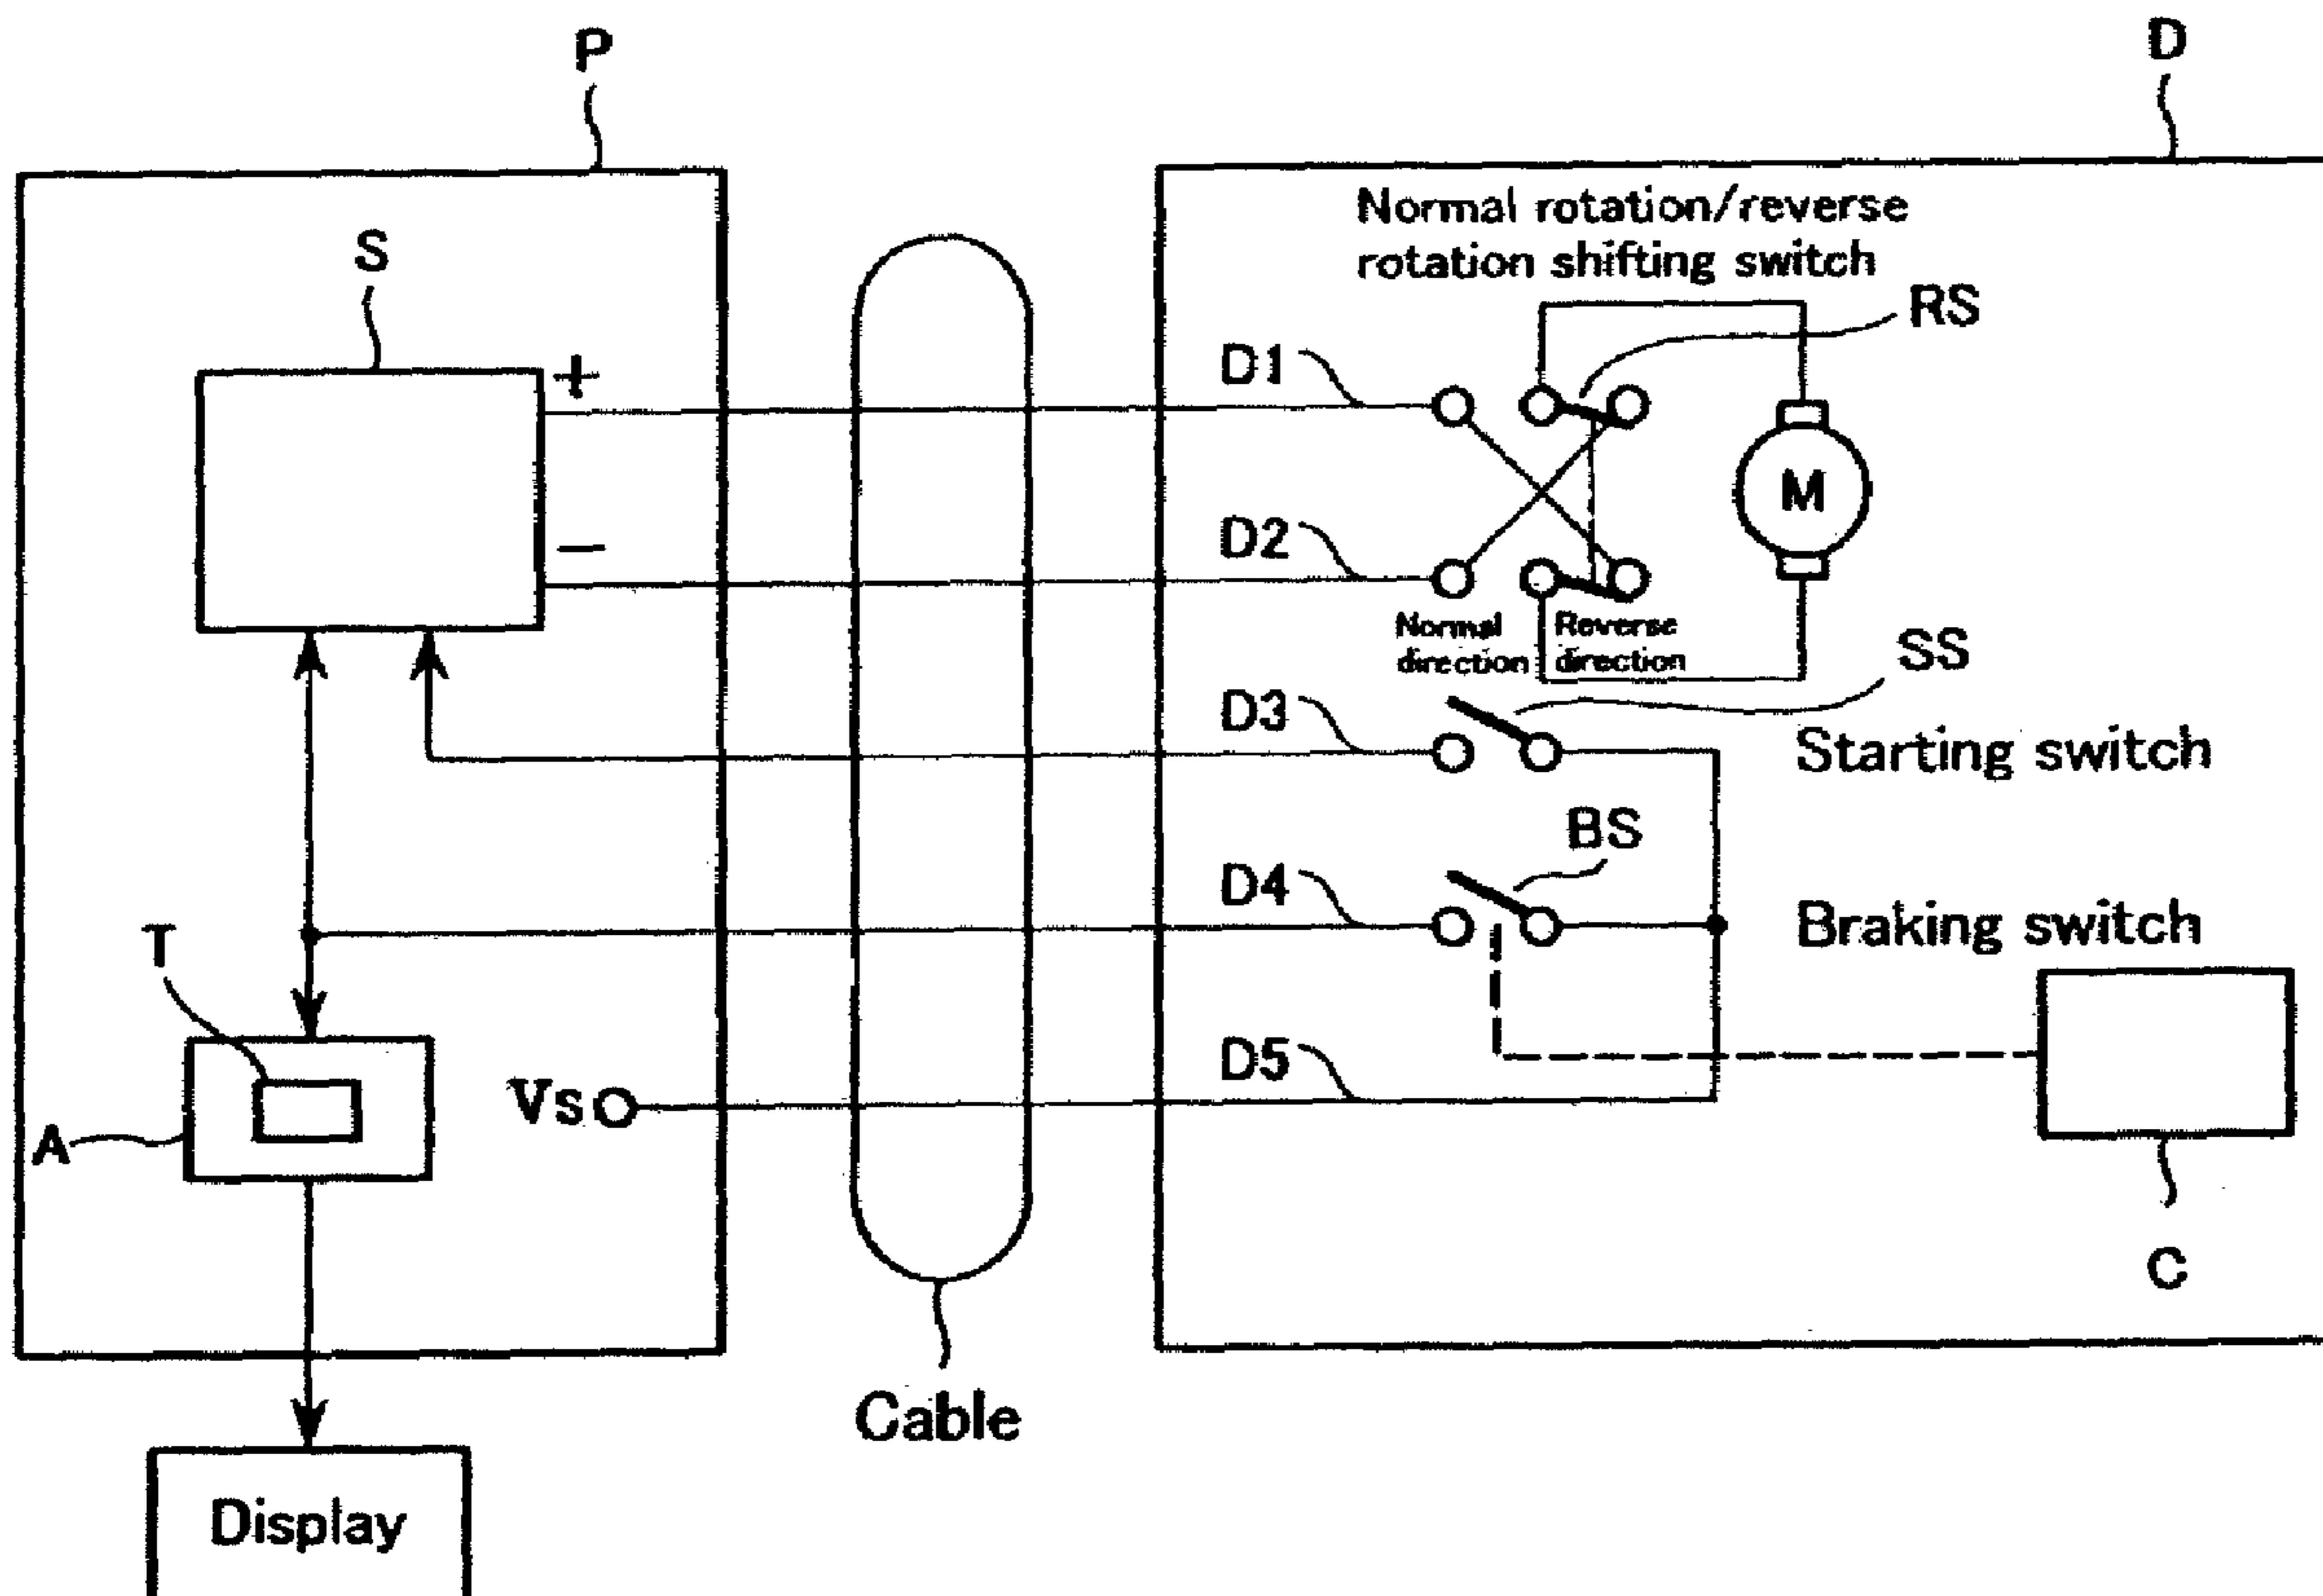 P
D
S
Normal rotation/reverse
rotation shifting switch
RS
+
D1
M
−
D2
Normal
direction
Reverse
direction
SS
D3
Starting switch
BS
D4
Braking switch
T
D5
Vs
A
C
Cable
Display